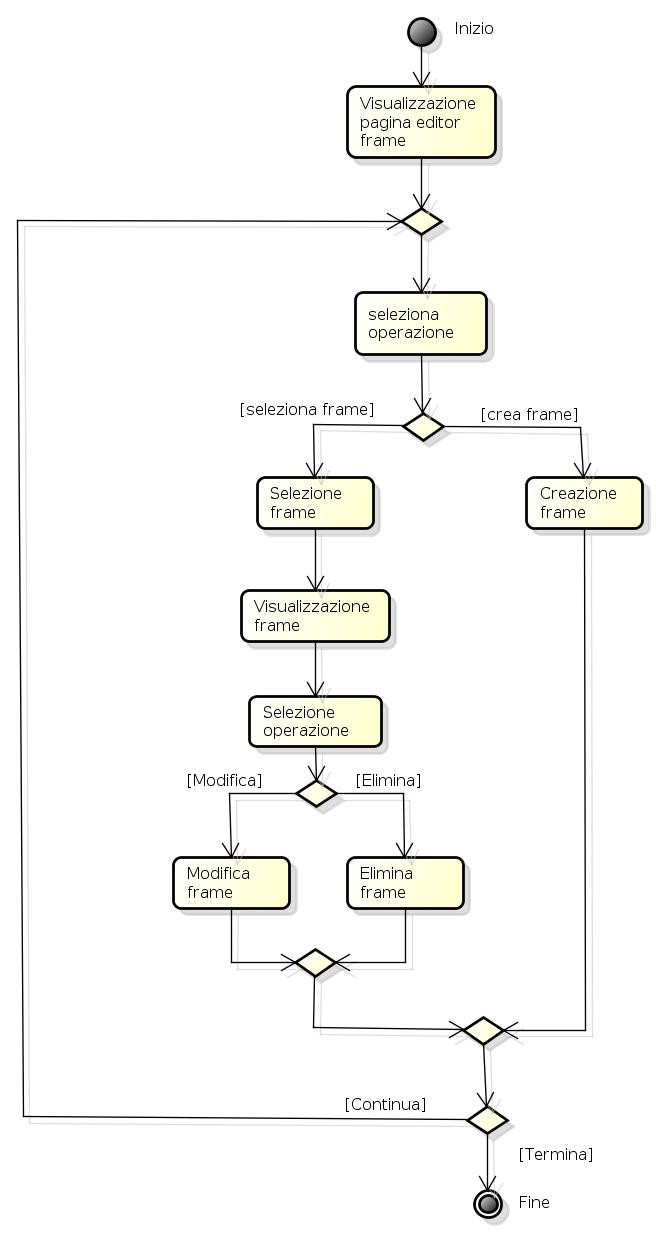 Inizio
Visualizzazione
pagina editor
frame
seleziona
operazione
[seleziona frame]
[crea frame]
Selezione
frame
Creazione
frame
Visualizzazione
frame
Selezione
operazione
[Modifica]
[Elimina]
Modifica
frame
Elimina
frame
[Continua]
[Termina]
Fine